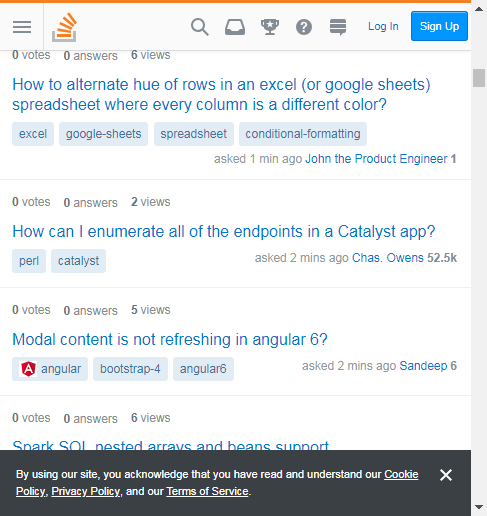 Log In Sign Up
0 votes 0 answers 6 views
How to alternate hue of rows in an excel (or google sheets)
spreadsheet where every column is a different color?
excel google-sheets spreadsheet conditional-formatting
asked 1 min ago John the Product Engineer 1
0 votes 0 answers 2 views
How can I enumerate all of the endpoints in a Catalyst app?
perl catalyst asked 2 mins ago Chas. Owens 52.5k
0 votes 0 answers 5 views
Modal content is not refreshing in angular 6?
angular bootstrap-4 angular6 asked 2 mins ago Sandeep 6
0 votes 0 answers 6 views
Spark SQL nested arrays and beans support
By using our site, you acknowledge that you have read and understand our Cookie
Policy, Privacy Policy, and our Terms of Service.